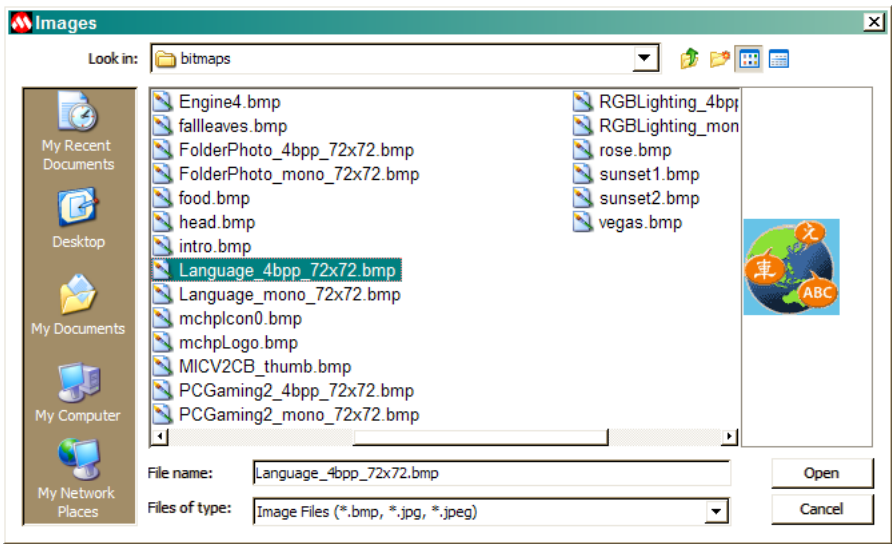 Images
Look in:
bitmaps
My Recent
Documents
Desktop
My Documents
My Computer
My Network
Places
Engine4.bmp
fallleaves.bmp
FolderPhoto_4bpp_72x72.bmp
FolderPhoto_mono_72x72.bmp
food.bmp
head.bmp
intro.bmp
Language_4bpp_72x72.bmp
Language_mono_72x72.bmp
mchpIcon0.bmp
mchpLogo.bmp
MICV2CB_thumb.bmp
PCGaming2_4bpp_72x72.bmp
PCGaming2_mono_72x72.bmp
RGBLighting_4bpp
RGBLighting_mon
rose.bmp
sunset1.bmp
sunset2.bmp
vegas.bmp
え
車
ABC
File name:
Language_4bpp_72x72.bmp
Open
Files of type:
Image Files (*.bmp, *.jpg, *.jpeg)
Cancel